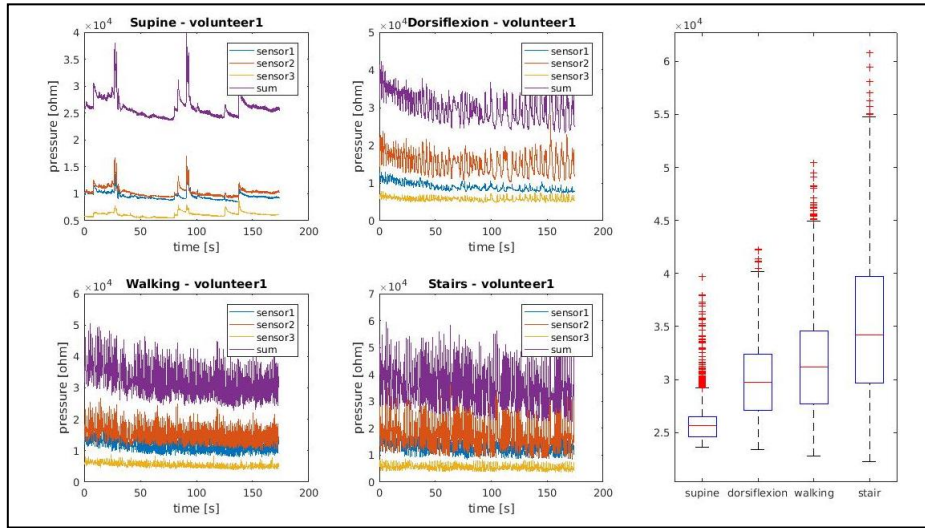 Supine - volunteer1
×10⁴
4
3.5
3
2.5
2
1.5
1
0.5
0 50 100 150 200
pressure [ohm]
time [s]
sensor1
sensor2
sensor3
sum
Dorsiflexion - volunteer1
×10⁴
5
4
3
2
1
0
0 50 100 150 200
pressure [ohm]
time [s]
sensor1
sensor2
sensor3
sum
Walking - volunteer1
×10⁴
6
5
4
3
2
1
0
0 50 100 150 200
pressure [ohm]
time [s]
sensor1
sensor2
sensor3
sum
Stairs - volunteer1
×10⁴
7
6
5
4
3
2
1
0
0 50 100 150 200
pressure [ohm]
time [s]
sensor1
sensor2
sensor3
sum
×10⁴
6
5.5
5
4.5
4
3.5
3
2.5
supine dorsiflexion walking stair